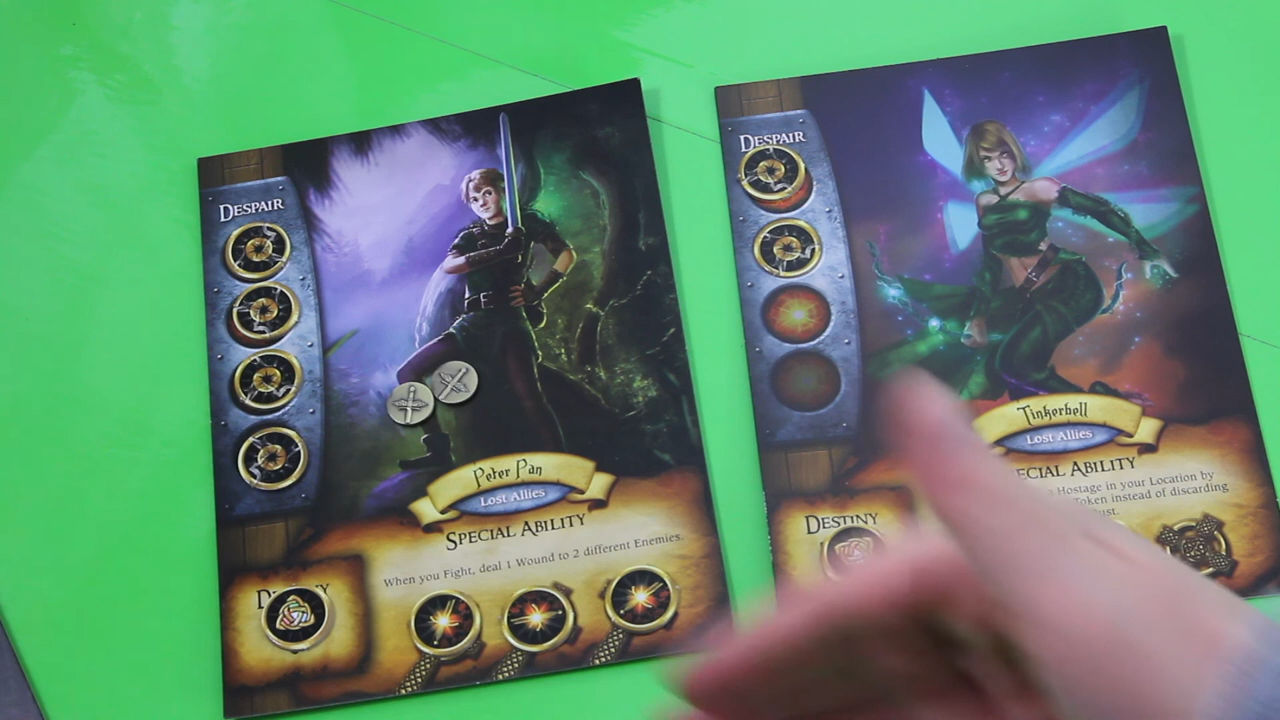 DESPAIR
Peter Pan
LOST ALLIES
SPECIAL ABILITY
When you Fight, deal 1 Wound to 2 different Enemies.
DESPAIR
Tinkerbell
LOST ALLIES
ECIAL ABILITY
a Hostage in your Location by
Token instead of discarding
DESTINY